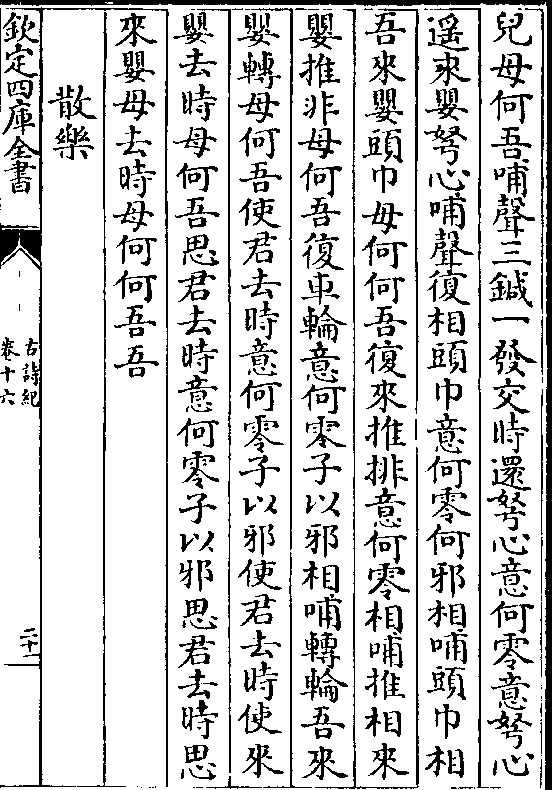 兒母何吾哺聲三鍼一發交時還弩心意何零意弩心
遥來嬰弩心哺聲復相頭巾意何零何邪相哺頭巾相
吾來嬰頭巾母何何吾復來推排意何零相哺推相來
嬰推非母何吾復車輪意何零子以邪相哺轉輪吾來
嬰轉母何吾使君去時意何零子以邪使君去時使來
嬰去時母何吾思君去時意何零子以邪思君去時思
來嬰母去時母何何吾吾
散樂
欽定四庫全書
古詩紀
卷十六
二十一